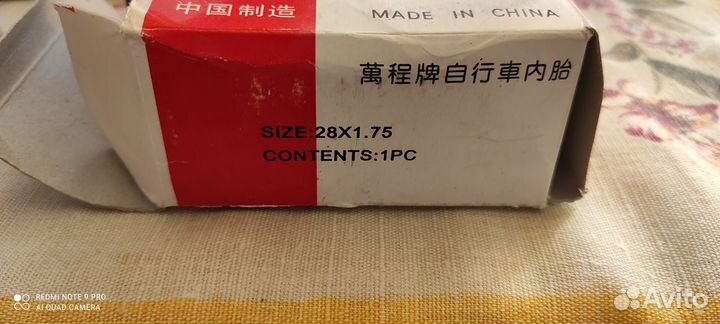 中国制造
MADE IN CHINA
萬程牌自行車内胎
SIZE:28X1.75
CONTENTS:1PC
REDMI NOTE 9 PRO
AI QUAD CAMERA
Avito